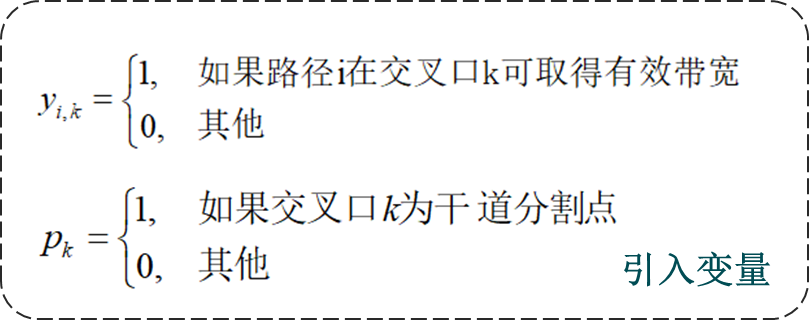 y_{i,k} = { 1, 如果路径i在交叉口k可取得有效带宽
0, 其他
p_k = { 1, 如果交叉口k为干 道分割点
0, 其他
引入变量